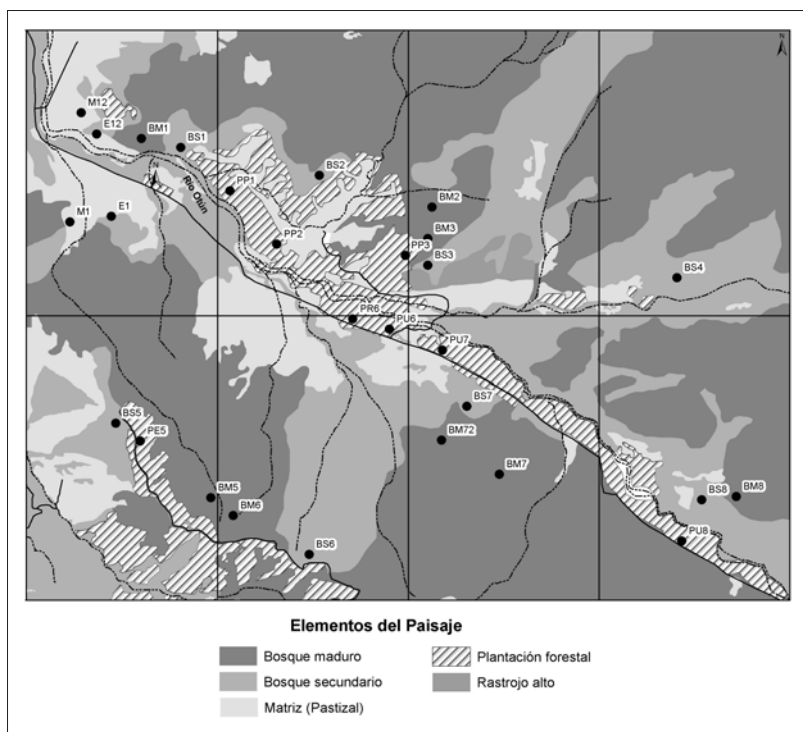 N
M12
E12
BM1
BS1
BS2
N
PP1
Río Otún
M1
E1
BM2
PP2
BM3
PP3
BS3
BS4
PR6
PU6
PU7
BS5
PE5
BS7
BM72
BM7
BM5
BM6
BS8
BM8
BS6
PU8
Elementos del Paisaje
Bosque maduro
Plantación forestal
Bosque secundario
Rastrojo alto
Matriz (Pastizal)